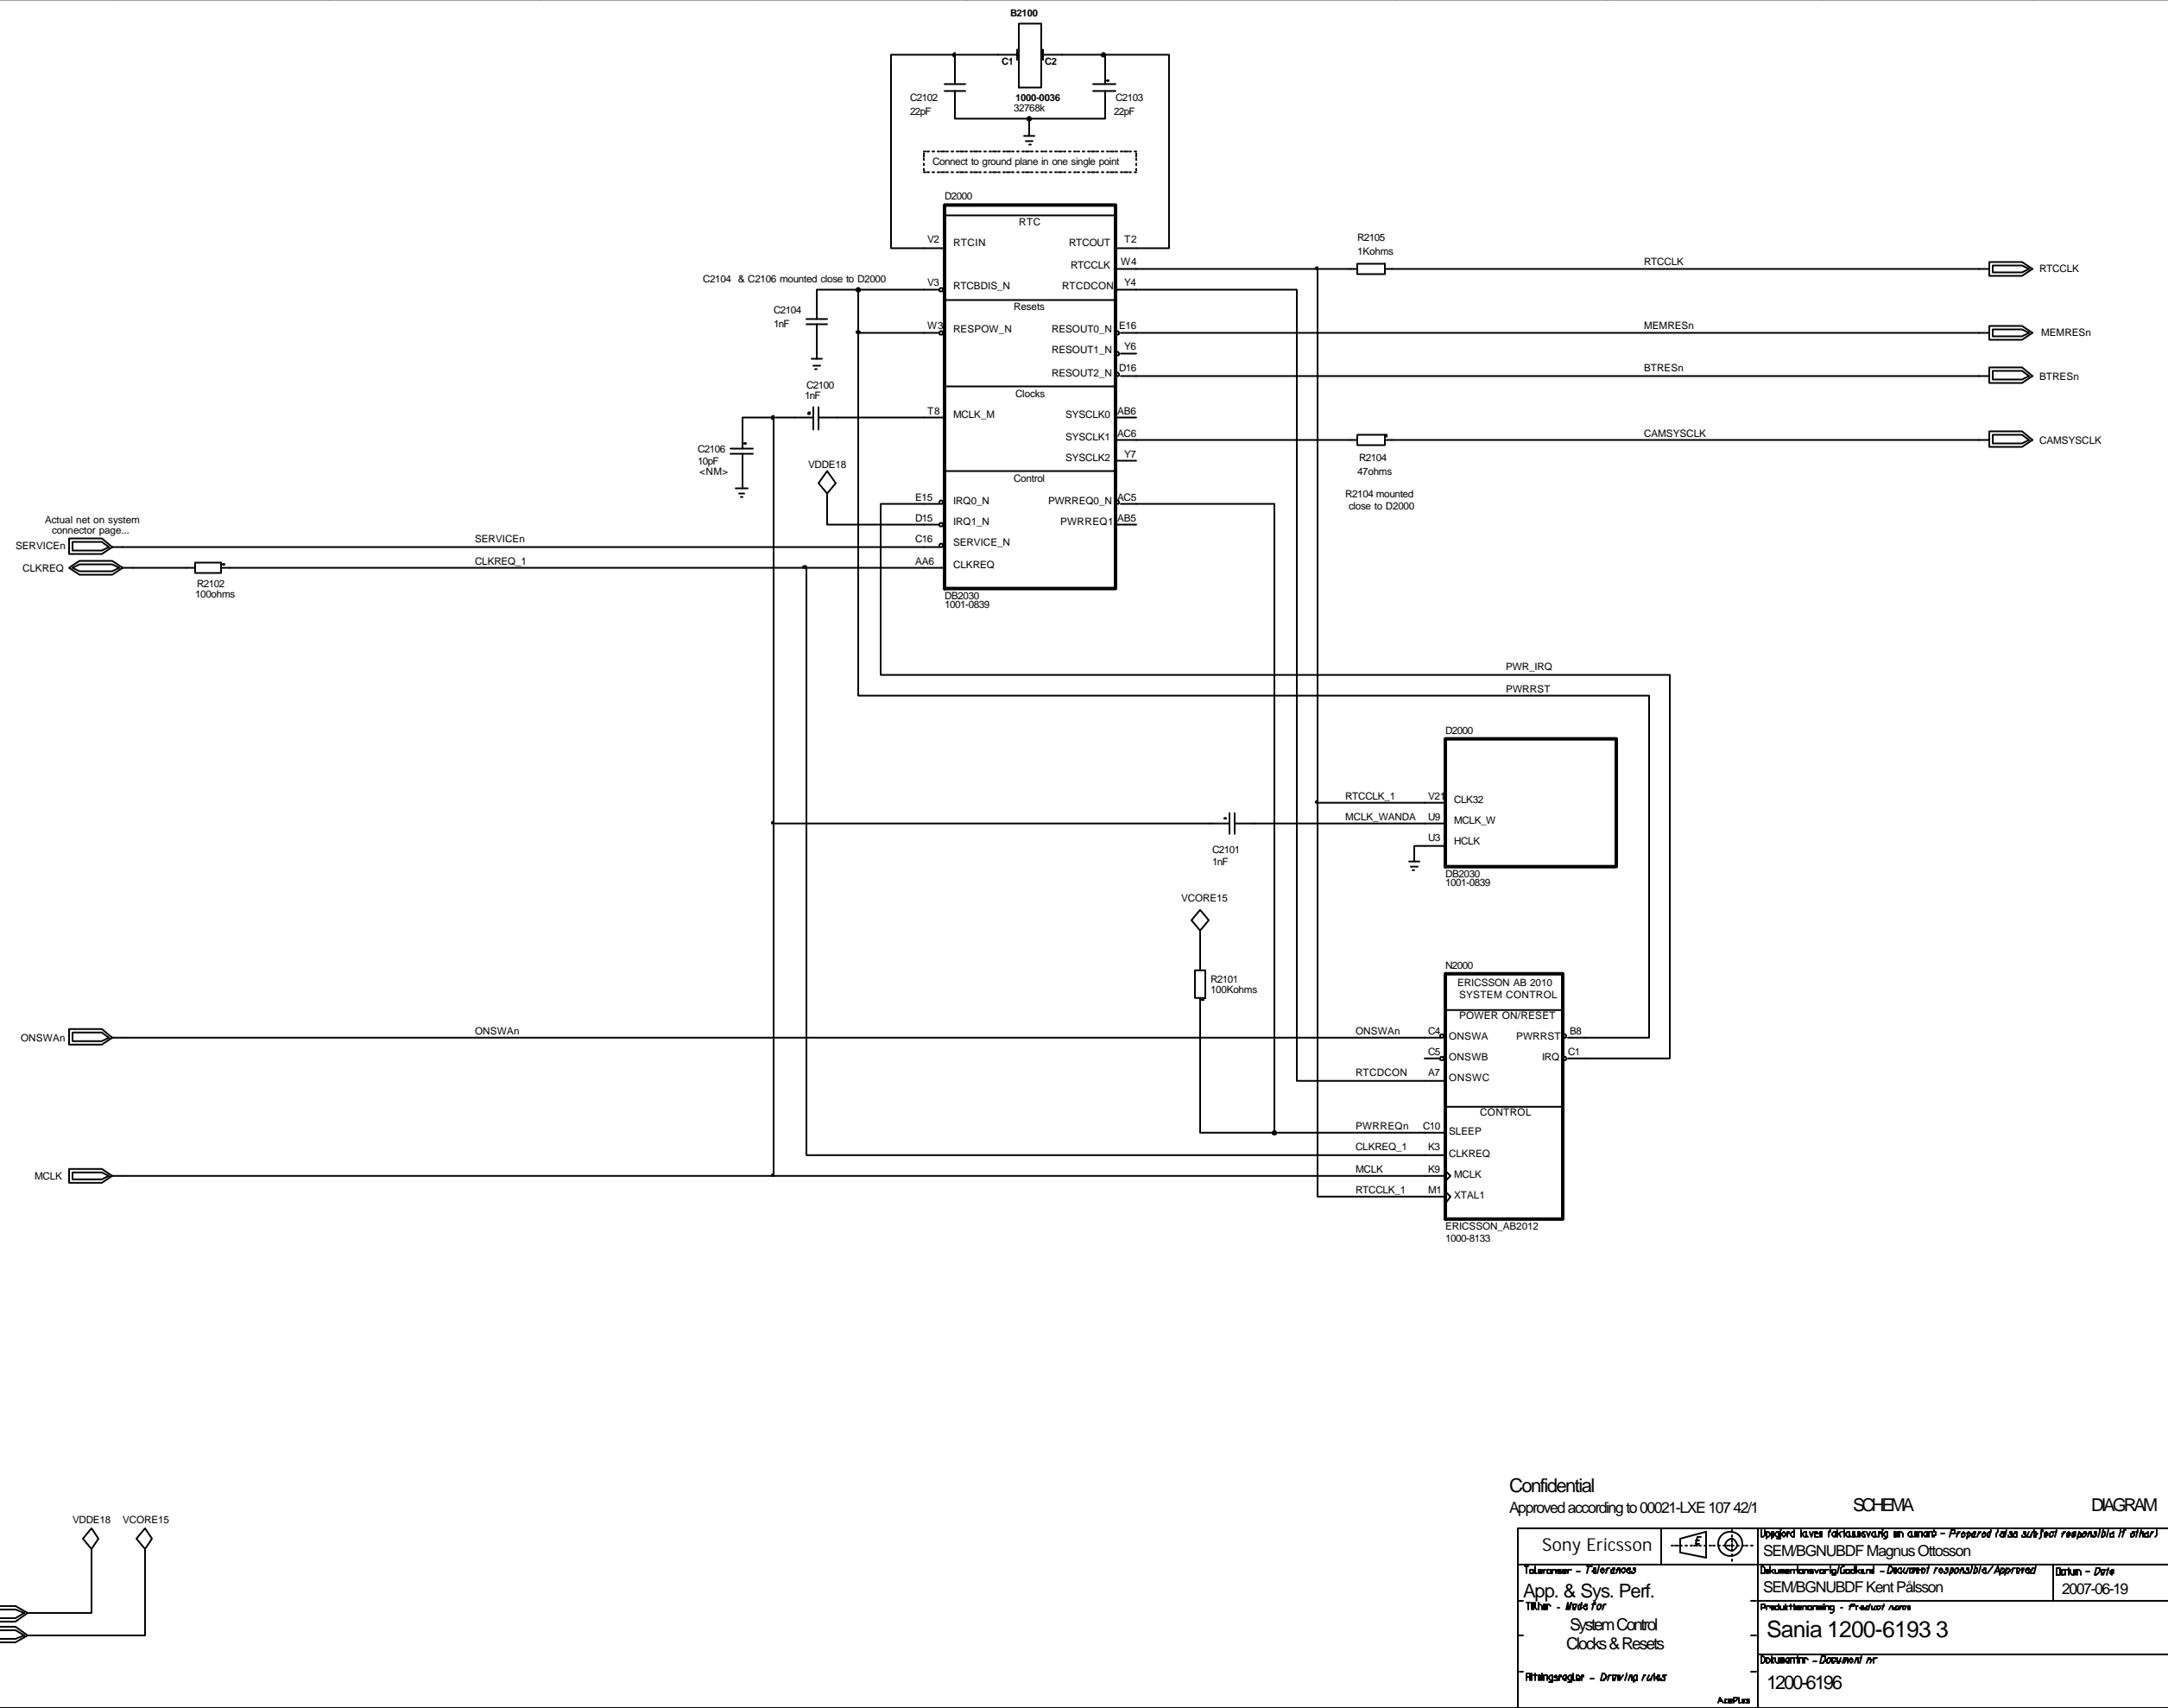 B2100
C1 C2
C2102
22pF
1000-0036
32768k
C2103
22pF
Connect to ground plane in one single point
D2000
RTC
V2 RTCIN RTCOUT T2
RTCCLK W4
V3 RTCBDIS_N RTCDCON Y4
Resets
W3 RESPOW_N RESOUT0_N E16
RESOUT1_N Y6
RESOUT2_N D16
Clocks
T8 MCLK_M SYSCLK0 AB6
SYSCLK1 AC6
SYSCLK2 Y7
Control
E15 IRQ0_N PWRREQ0_N AC5
D15 IRQ1_N PWRREQ1 AB5
C16 SERVICE_N
AA6 CLKREQ
DB2030
1001-0839
C2104 & C2106 mounted close to D2000
C2104
1nF
C2100
1nF
C2106
10pF
<NM>
VDDE18
R2105
1Kohms
RTCCLK RTCCLK
MEMRESn MEMRESn
BTRESn BTRESn
CAMSYSCLK CAMSYSCLK
R2104
47ohms
R2104 mounted
close to D2000
Actual net on system
connector page...
SERVICEn SERVICEn
CLKREQ CLKREQ_1
R2102
100ohms
PWR_IRQ
PWRRST
D2000
RTCCLK_1 V21 CLK32
MCLK_WANDA U9 MCLK_W
U3 HCLK
DB2030
1001-0839
C2101
1nF
VCORE15
R2101
100Kohms
N2000
ERICSSON AB 2010
SYSTEM CONTROL
POWER ON/RESET
ONSWAn ONSWAn ONSWAn C4 ONSWA PWRRST B8
C5 ONSWB IRQ C1
RTCDCON A7 ONSWC
CONTROL
PWRREQn C10 SLEEP
CLKREQ_1 K3 CLKREQ
MCLK MCLK K9 MCLK
RTCCLK_1 M1 XTAL1
ERICSSON_AB2012
1000-8133
VDDE18 VCORE15
Confidential
Approved according to 00021-LXE 107 42/1 SCHEMA DIAGRAM
Sony Ericsson E
Prepared (also subject responsible if other)
SEM/BGNUBDF Magnus Ottosson
Toleranser - Tolerances
App. & Sys. Perf.
Document responsible/Approved
SEM/BGNUBDF Kent Pålsson
Datum - Date
2007-06-19
Made for
System Control
Clocks & Resets
Product name
Sania 1200-6193 3
Ritningsregler - Drawing rules
Dokumentnr - Document nr
1200-6196